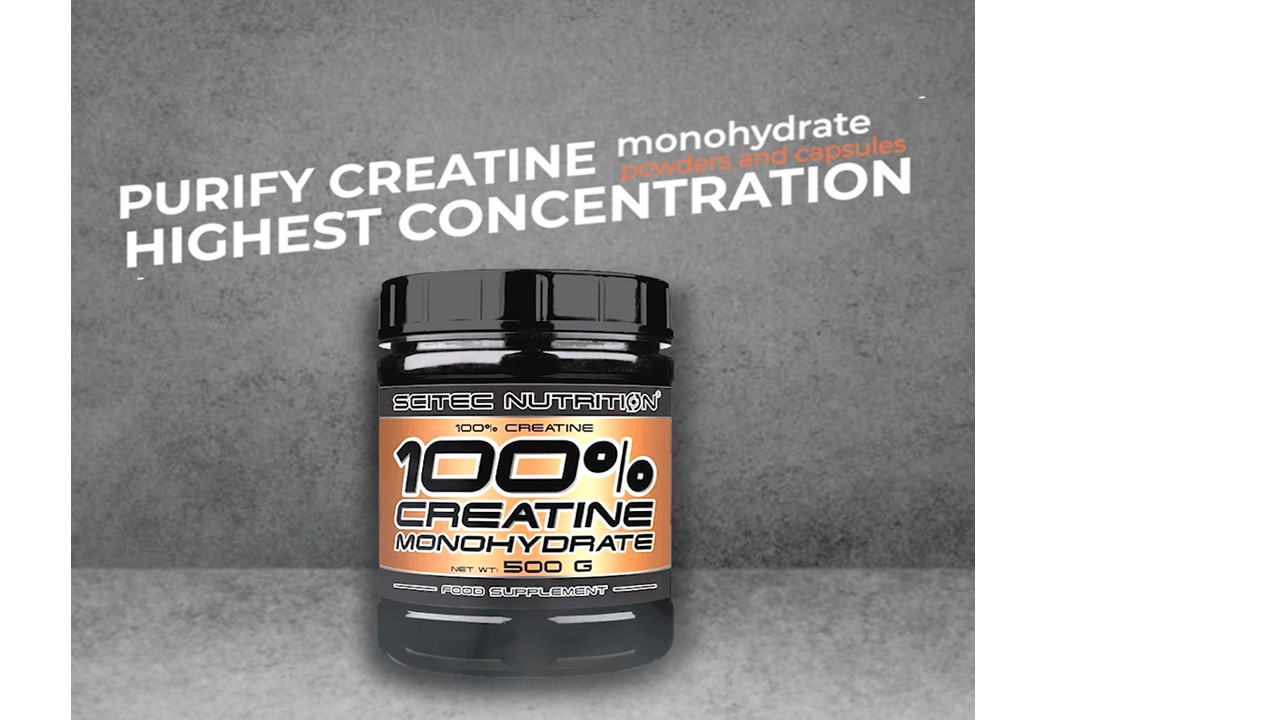 PURIFY CREATINE monohydrate
powders and capsules
HIGHEST CONCENTRATION
SCITEC NUTRITION®
100% CREATINE
100%
CREATINE
MONOHYDRATE
NET WT: 500 G
FOOD SUPPLEMENT